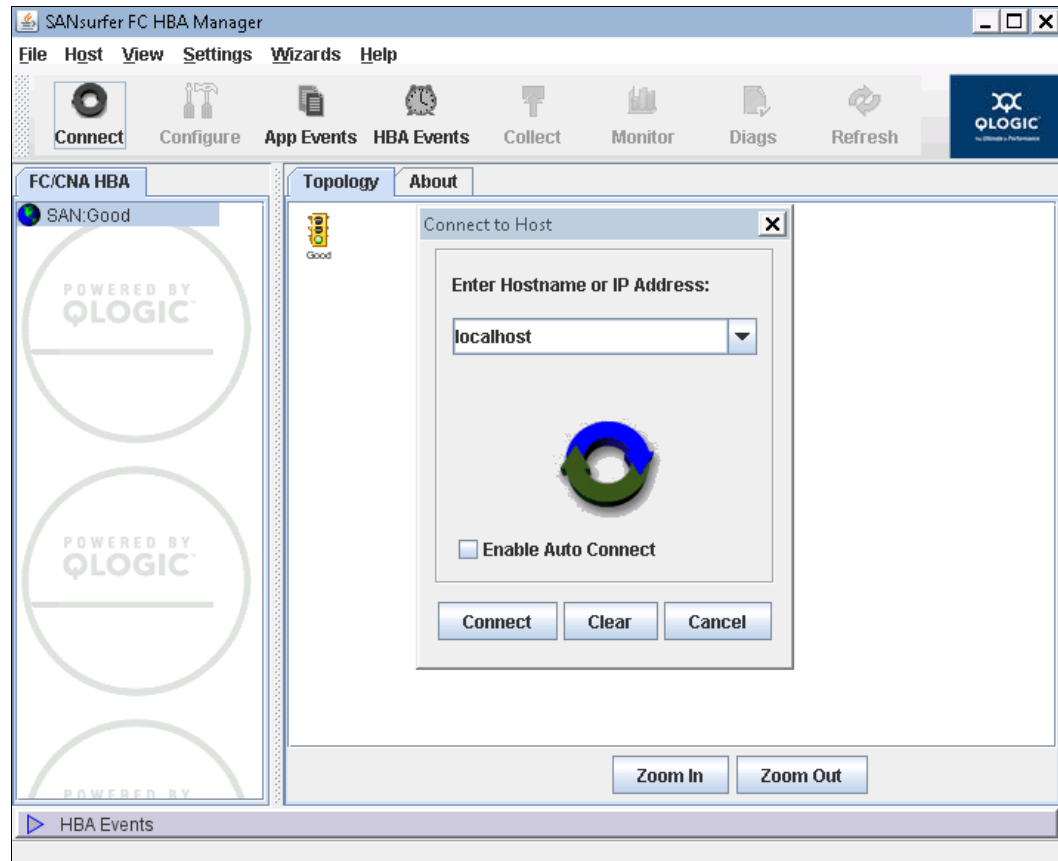 SANsurfer FC HBA Manager
File Host View Settings Wizards Help
Connect Configure App Events HBA Events Collect Monitor Diags Refresh
QLOGIC
FC/CNA HBA
Topology About
SAN:Good
Good
Connect to Host
Enter Hostname or IP Address:
localhost
Enable Auto Connect
Connect Clear Cancel
POWERED BY
QLOGIC
POWERED BY
QLOGIC
POWERED BY
Zoom In Zoom Out
HBA Events